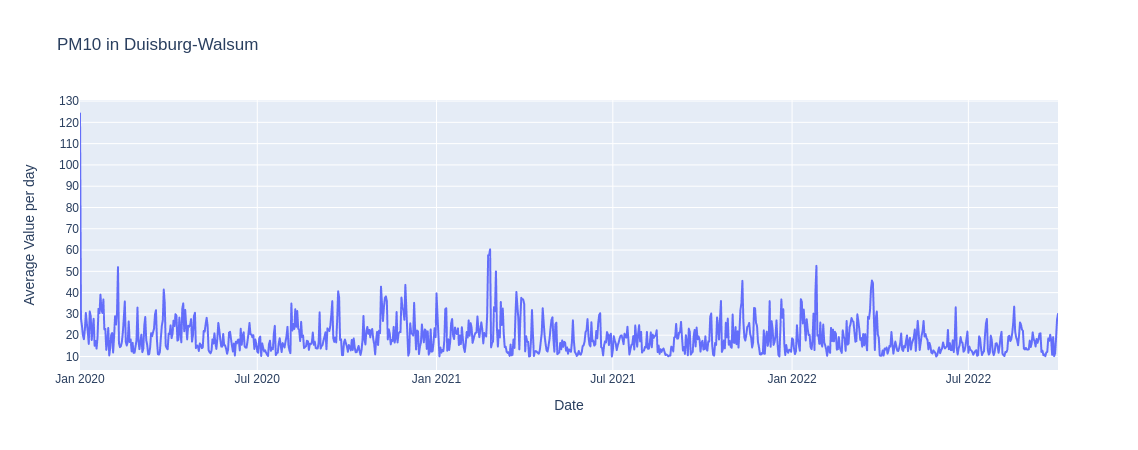 PM10 in Duisburg-Walsum
130
120
110
100
90
80
70
60
50
40
30
20
10
Average Value per day
Jan 2020
Jul 2020
Jan 2021
Jul 2021
Jan 2022
Jul 2022
Date